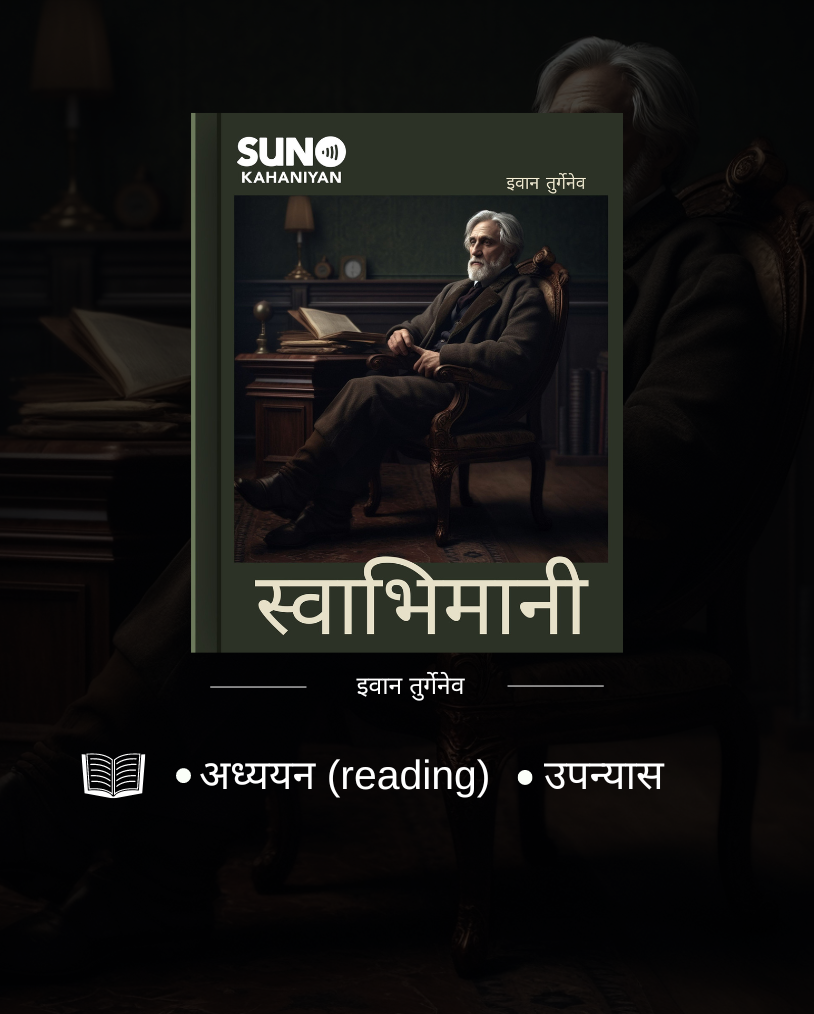 SUNO
KAHANIYAN
इवान तुर्गेनेव
स्वाभिमानी
इवान तुर्गेनेव
• अध्ययन (reading) • उपन्यास